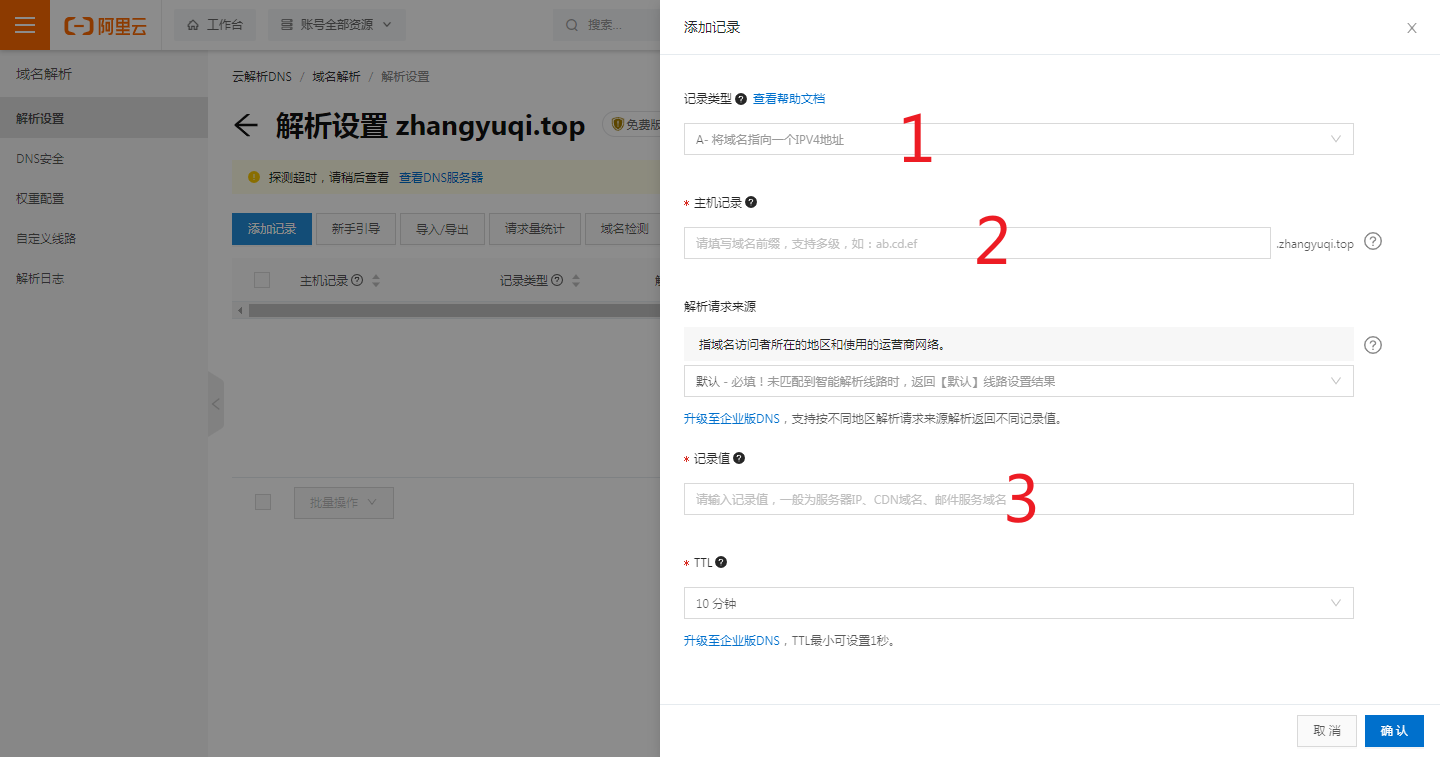 阿里云 工作台 账号全部资源 搜索...
域名解析
解析设置
DNS安全
权重配置
自定义线路
解析日志
云解析DNS / 域名解析 / 解析设置
解析设置 zhangyuqi.top 免费版
探测超时，请稍后查看 查看DNS服务器
添加记录 新手引导 导入/导出 请求量统计 域名检测
主机记录 记录类型
批量操作
添加记录
记录类型 查看帮助文档
A- 将域名指向一个IPV4地址
1
* 主机记录
请填写域名前缀，支持多级，如：ab.cd.ef
.zhangyuqi.top
2
解析请求来源
指域名访问者所在的地区和使用的运营商网络。
默认 - 必填！未匹配到智能解析线路时，返回【默认】线路设置结果
升级至企业版DNS，支持按不同地区解析请求来源解析返回不同记录值。
* 记录值
请输入记录值，一般为服务器IP、CDN域名、邮件服务域名
3
* TTL
10 分钟
升级至企业版DNS，TTL最小可设置1秒。
取消 确认